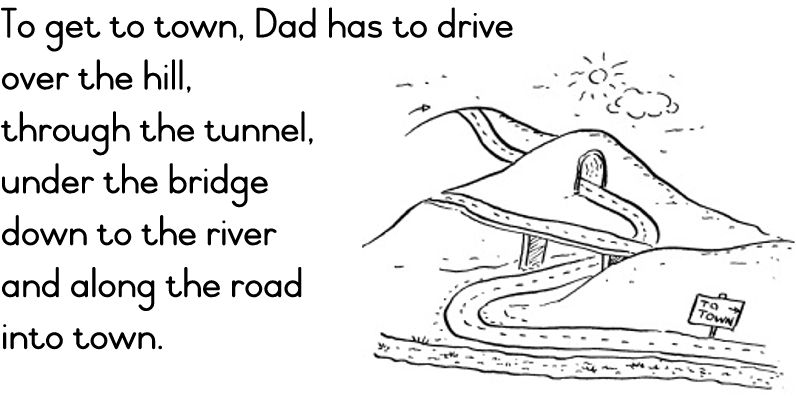 To get to town, Dad has to drive
over the hill,
through the tunnel,
under the bridge
down to the river
and along the road
into town.
TO
TOWN